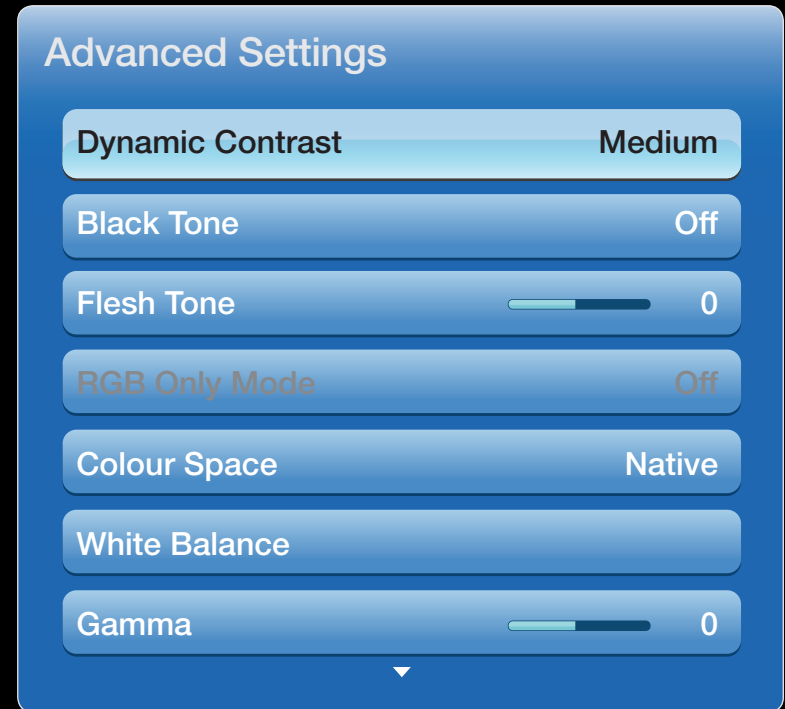 Advanced Settings
Dynamic Contrast Medium
Black Tone Off
Flesh Tone 0
RGB Only Mode Off
Colour Space Native
White Balance
Gamma 0